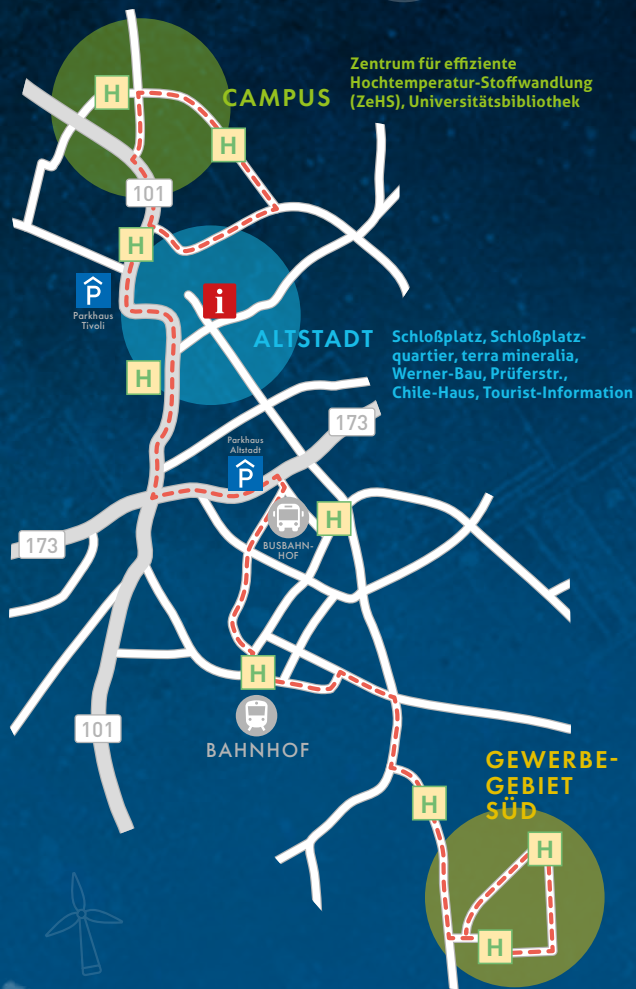 H
CAMPUS
Zentrum für effiziente
Hochtemperatur-Stoffwandlung
(ZeHS), Universitätsbibliothek
H
101
H
P
Parkhaus
Tivoli
i
ALTSTADT
Schloßplatz, Schloßplatz-
quartier, terra mineralia,
Werner-Bau, Prüferstr.,
Chile-Haus, Tourist-Information
H
173
Parkhaus
Altstadt
P
H
BUSBAHN-
HOF
173
H
101
BAHNHOF
GEWERBE-
GEBIET
SÜD
H
H
H